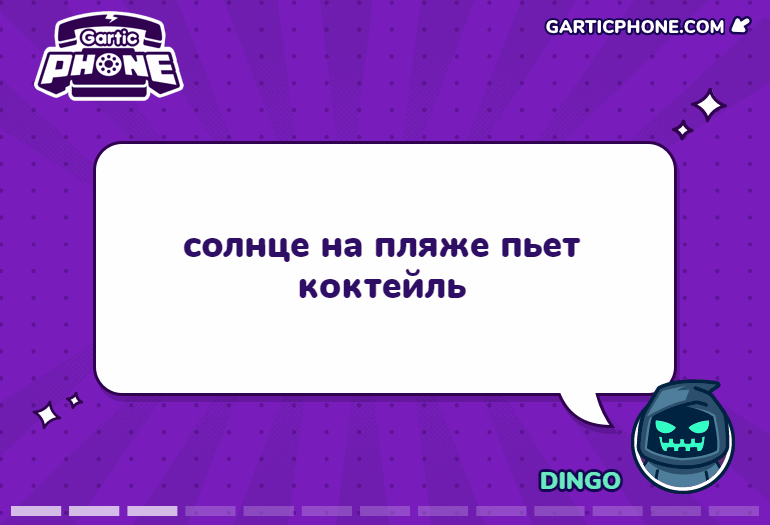 Gartic
PHONE
GARTICPHONE.COM
солнце на пляже пьет
коктейль
DINGO